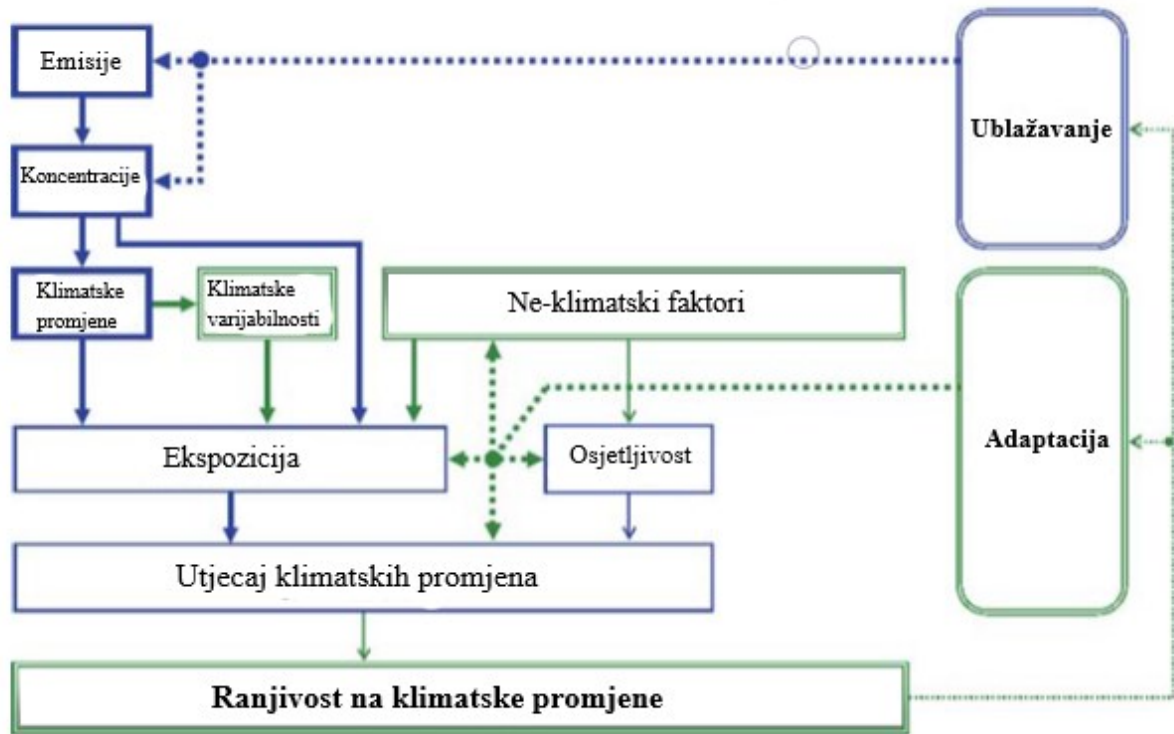 Emisije
Ublažavanje
Koncentracije
Klimatske
promjene
Klimatske
varijabilnosti
Ne-klimatski faktori
Adaptacija
Ekspozicija
Osjetljivost
Utjecaj klimatskih promjena
Ranjivost na klimatske promjene